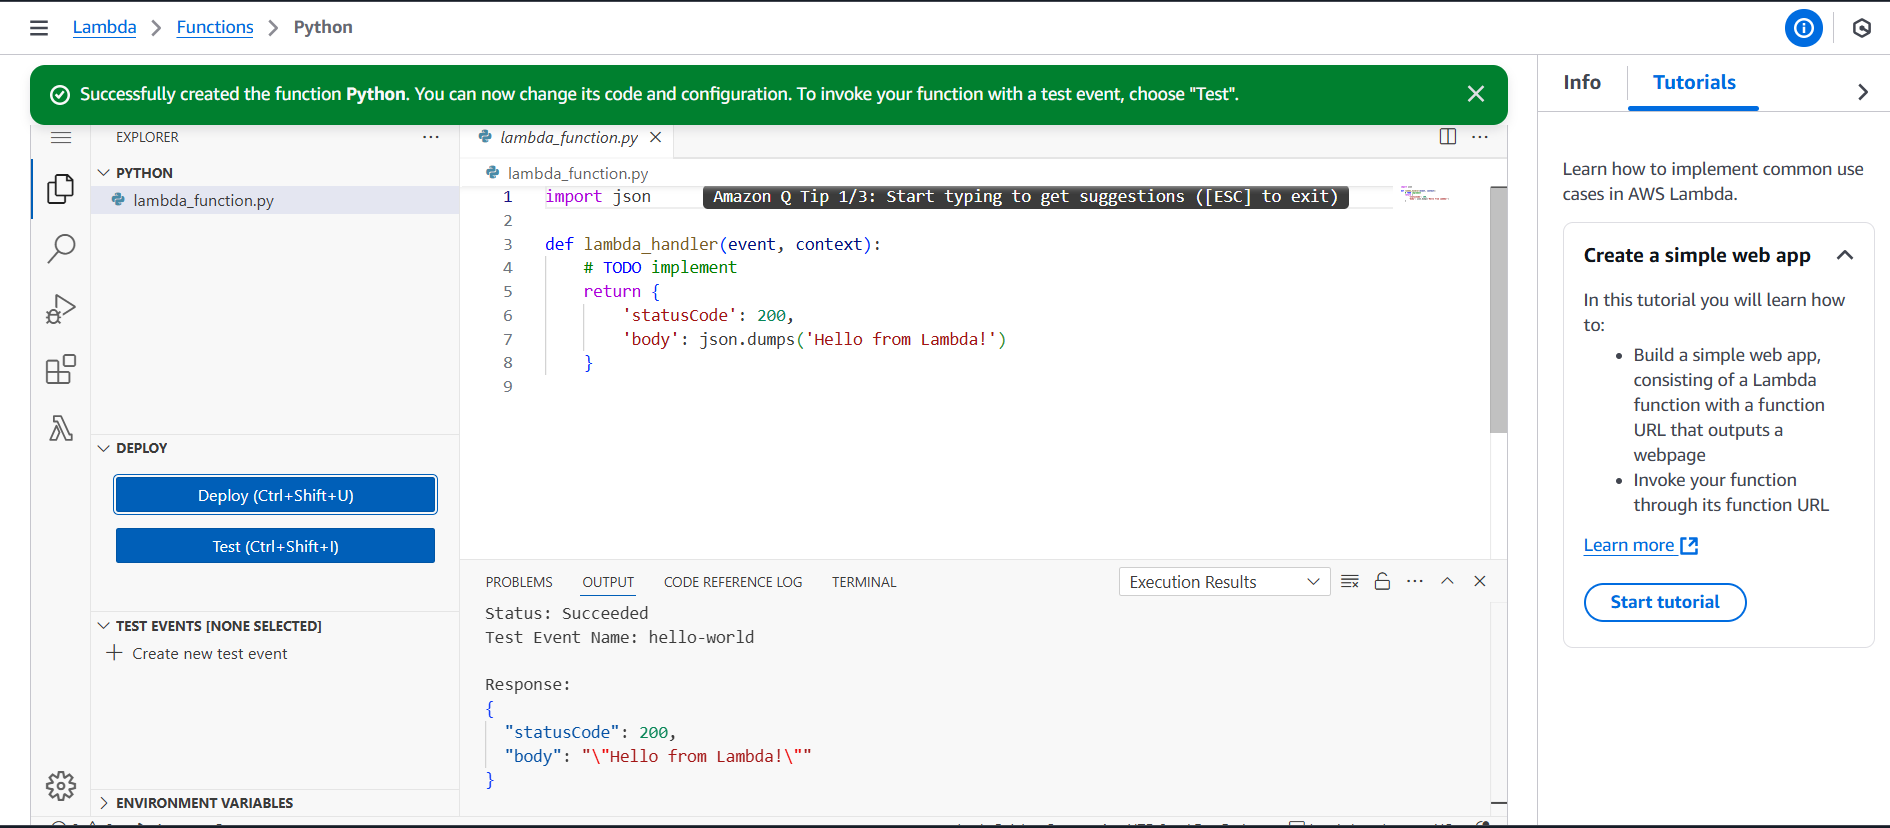 Lambda > Functions > Python
Successfully created the function Python. You can now change its code and configuration. To invoke your function with a test event, choose "Test".
EXPLORER
PYTHON
lambda_function.py
DEPLOY
Deploy (Ctrl+Shift+U)
Test (Ctrl+Shift+I)
TEST EVENTS [NONE SELECTED]
Create new test event
ENVIRONMENT VARIABLES
lambda_function.py
lambda_function.py
1 import json Amazon Q Tip 1/3: Start typing to get suggestions ([ESC] to exit)
2
3 def lambda_handler(event, context):
4     # TODO implement
5     return {
6         'statusCode': 200,
7         'body': json.dumps('Hello from Lambda!')
8     }
9
PROBLEMS OUTPUT CODE REFERENCE LOG TERMINAL Execution Results
Status: Succeeded
Test Event Name: hello-world
Response:
{
  "statusCode": 200,
  "body": "\"Hello from Lambda!\""
}
Info Tutorials
Learn how to implement common use
cases in AWS Lambda.
Create a simple web app
In this tutorial you will learn how
to:
• Build a simple web app,
consisting of a Lambda
function with a function
URL that outputs a
webpage
• Invoke your function
through its function URL
Learn more
Start tutorial